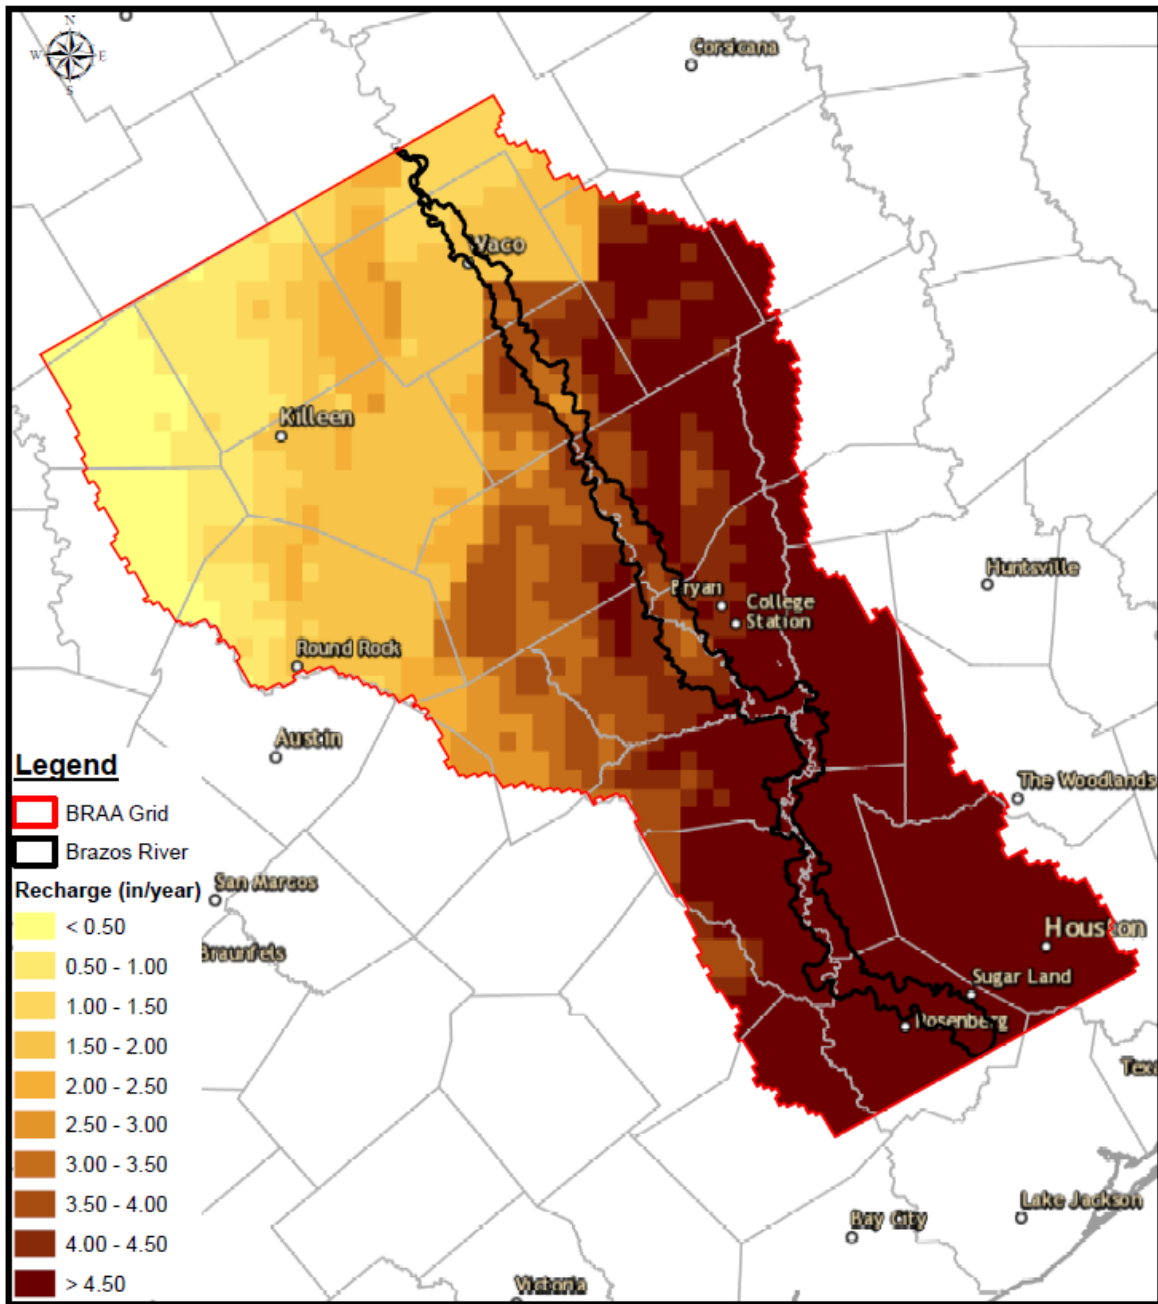 N
W E
S
Corsicana
Waco
Killeen
Huntsville
Bryan
College
Station
Round Rock
Austin
The Woodlands
Legend
BRAA Grid
Brazos River
Recharge (in/year)
San Marcos
Braunfels
Houston
Sugar Land
Rosenberg
< 0.50
0.50 - 1.00
1.00 - 1.50
1.50 - 2.00
2.00 - 2.50
2.50 - 3.00
3.00 - 3.50
3.50 - 4.00
4.00 - 4.50
> 4.50
Texa
Lake Jackson
Bay City
Victoria